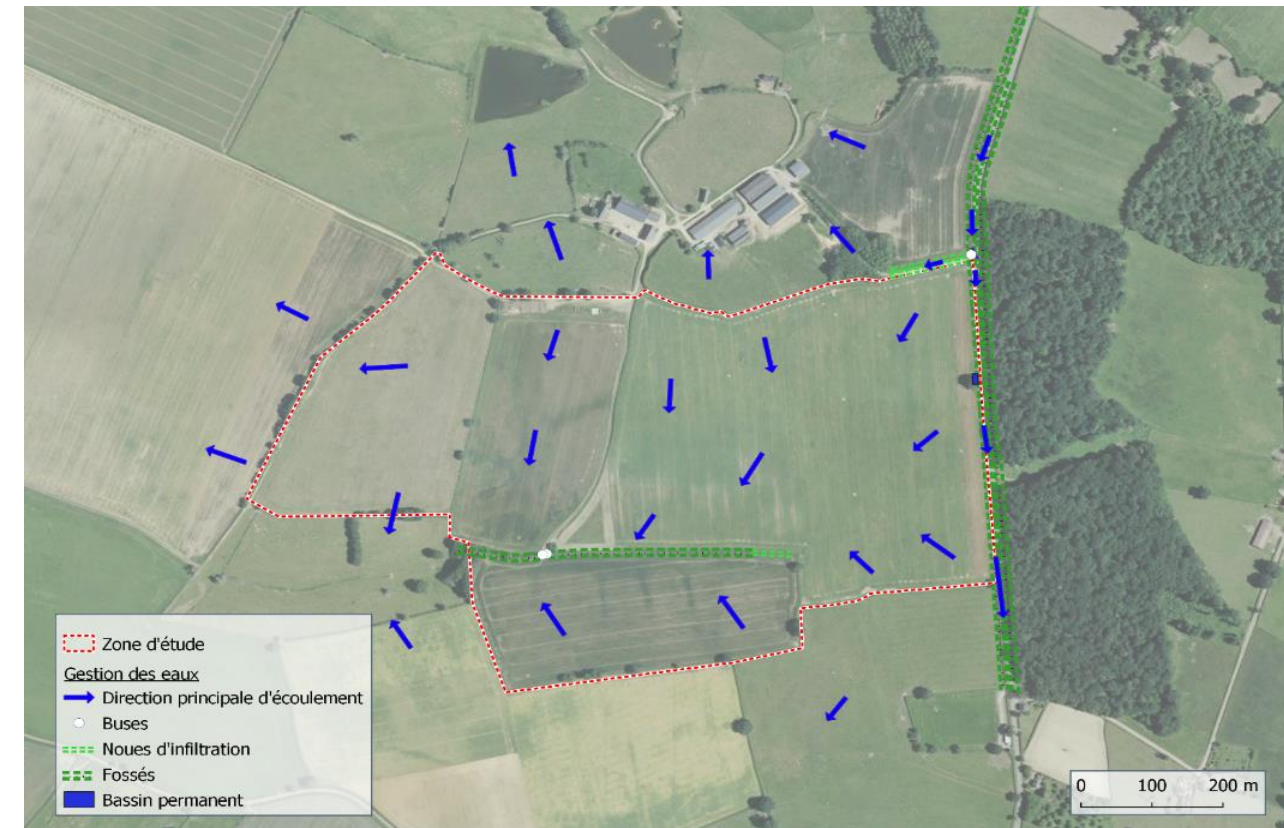 Zone d'étude
Gestion des eaux
Direction principale d'écoulement
Buses
Noues d'infiltration
Fossés
Bassin permanent
0 100 200 m